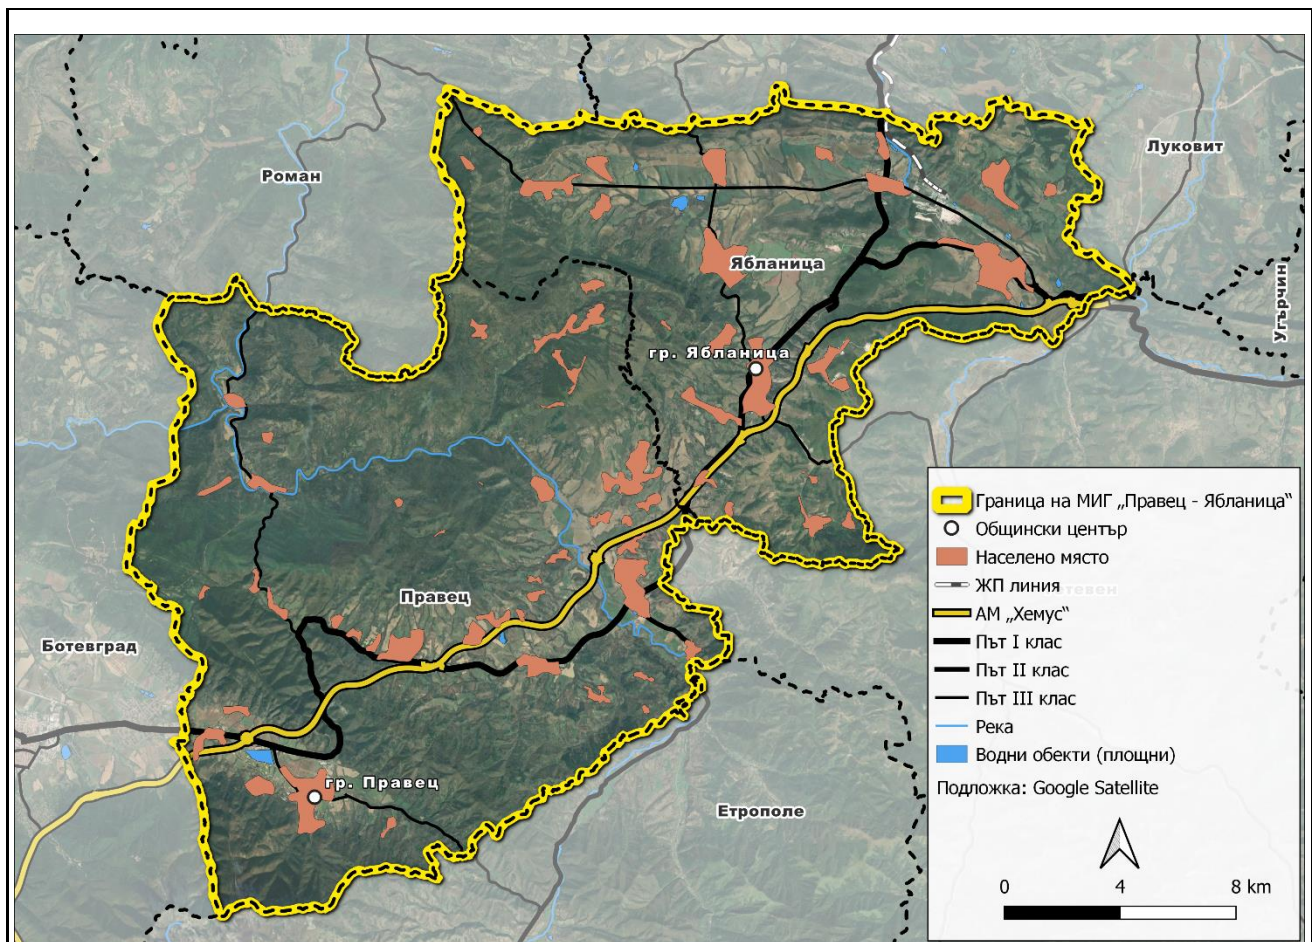 Луковит
Роман
Угърчин
Ябланица
гр. Ябланица
Правец
Ботевград
гр. Правец
Етрополе
Граница на МИГ „Правец - Ябланица“
Общински център
Населено място
ЖП линия
АМ „Хемус“
Път I клас
Път II клас
Път III клас
Река
Водни обекти (площни)
Подложка: Google Satellite
0 4 8 km